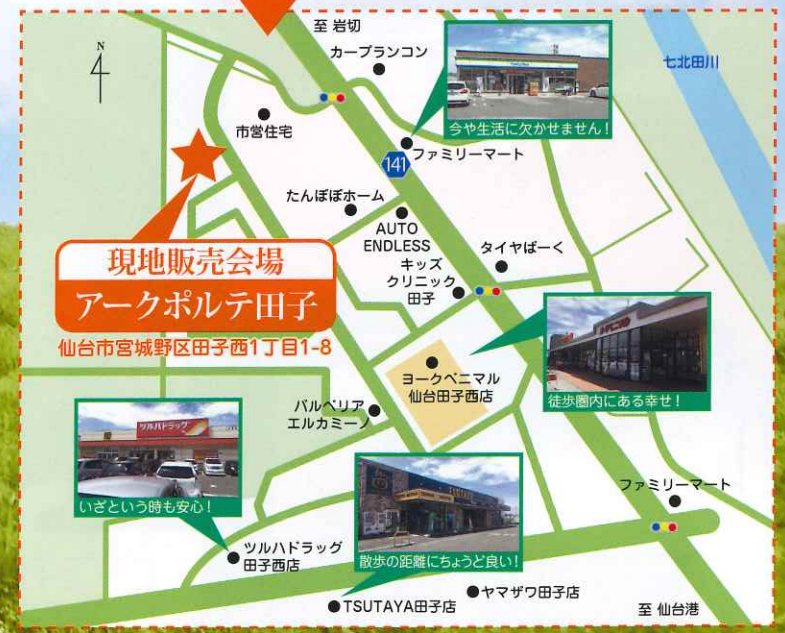 至 岩切
カーブランコン
七北田川
N
今や生活に欠かせません!
市営住宅
ファミリーマート
141
たんぽぽホーム
AUTO
ENDLESS
タイヤぱーく
キッズ
クリニック
田子
現地販売会場
アークポルテ田子
仙台市宮城野区田子西1丁目1-8
ヨークベニマル
仙台田子西店
徒歩圏内にある幸せ!
バルペリア
エルカミーノ
ツルハドラッグ
いざという時も安心!
ファミリーマート
ツルハドラッグ
田子西店
散歩の距離にちょうど良い!
TSUTAYA田子店
ヤマザワ田子店
至 仙台港